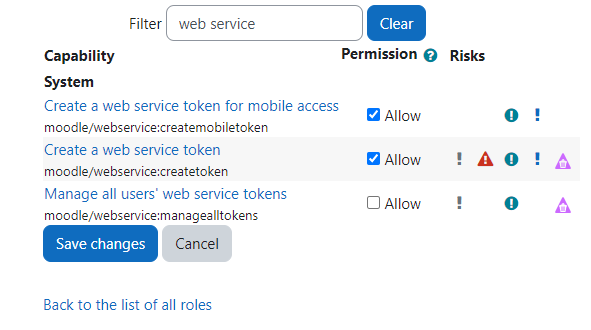 Filter web service Clear
Capability Permission ? Risks
System
Create a web service token for mobile access
moodle/webservice:createmobiletoken
Allow ! !
Create a web service token
moodle/webservice:createtoken
Allow ! ! ! !
Manage all users' web service tokens
moodle/webservice:managealltokens
Allow ! !
Save changes Cancel
Back to the list of all roles